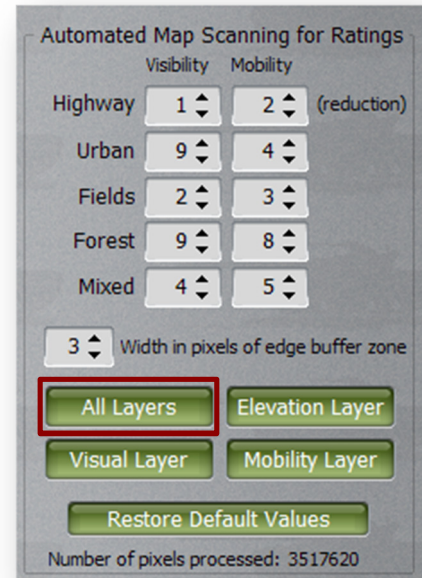 Automated Map Scanning for Ratings
Visibility Mobility
Highway 1 2 (reduction)
Urban 9 4
Fields 2 3
Forest 9 8
Mixed 4 5
3 Width in pixels of edge buffer zone
All Layers Elevation Layer
Visual Layer Mobility Layer
Restore Default Values
Number of pixels processed: 3517620